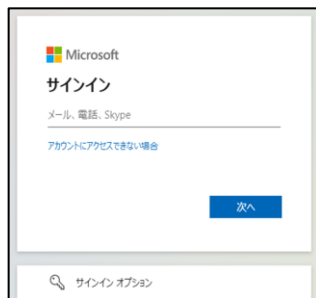 Microsoft
サインイン
メール、電話、Skype
アカウントにアクセスできない場合
次へ
サインイン オプション